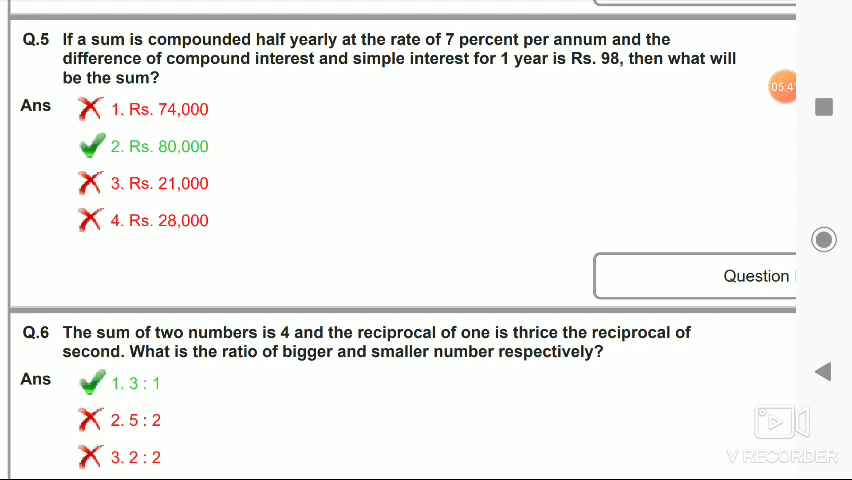 Q.5 If a sum is compounded half yearly at the rate of 7 percent per annum and the
difference of compound interest and simple interest for 1 year is Rs. 98, then what will
be the sum?
Ans
1. Rs. 74,000
2. Rs. 80,000
3. Rs. 21,000
4. Rs. 28,000
Question
Q.6 The sum of two numbers is 4 and the reciprocal of one is thrice the reciprocal of
second. What is the ratio of bigger and smaller number respectively?
Ans
1. 3 : 1
2. 5 : 2
3. 2 : 2
V RECORDER